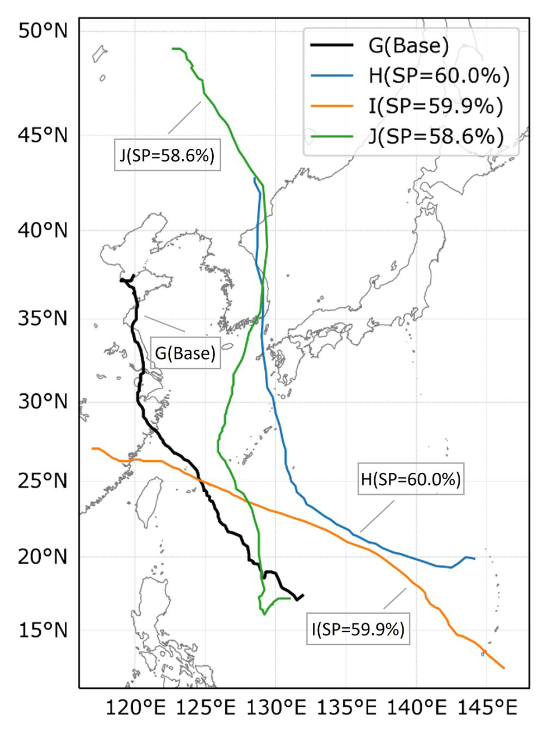 50°N
45°N
40°N
35°N
30°N
25°N
20°N
15°N
120°E 125°E 130°E 135°E 140°E 145°E
G(Base)
H(SP=60.0%)
I(SP=59.9%)
J(SP=58.6%)
J(SP=58.6%)
G(Base)
H(SP=60.0%)
I(SP=59.9%)